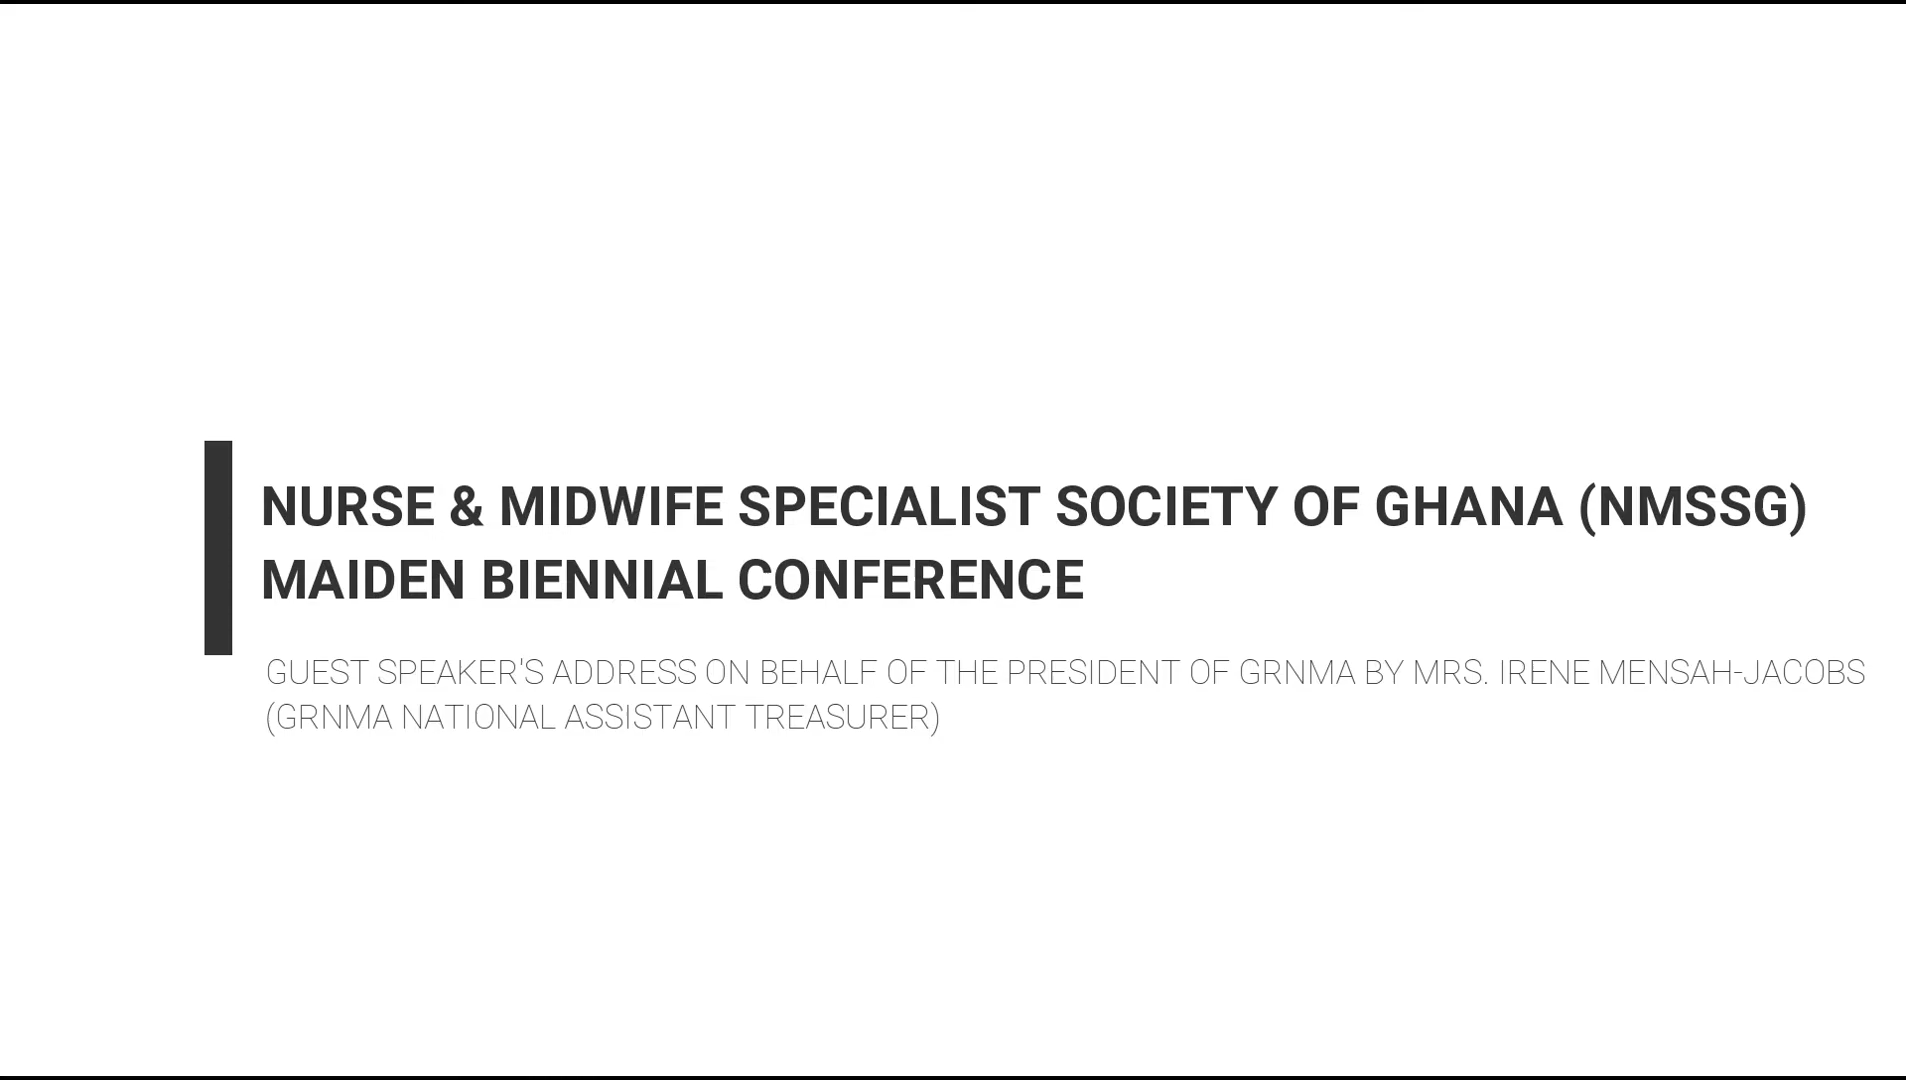 NURSE & MIDWIFE SPECIALIST SOCIETY OF GHANA (NMSSG)
MAIDEN BIENNIAL CONFERENCE
GUEST SPEAKER'S ADDRESS ON BEHALF OF THE PRESIDENT OF GRNMA BY MRS. IRENE MENSAH-JACOBS
(GRNMA NATIONAL ASSISTANT TREASURER)